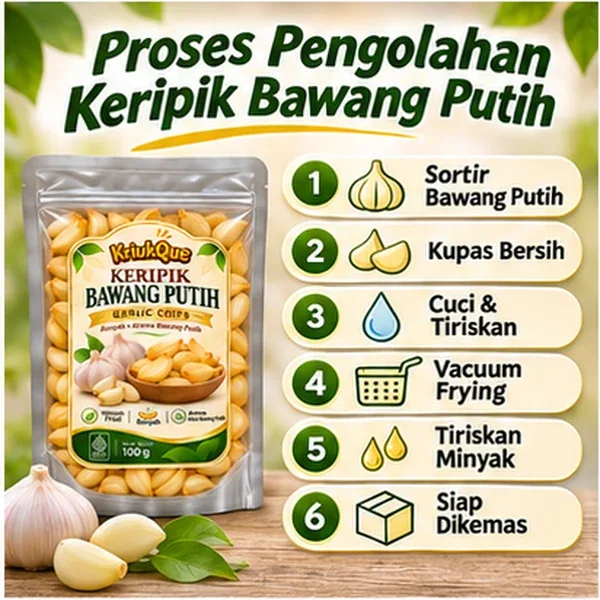 Proses Pengolahan
Keripik Bawang Putih
KriukQue
KERIPIK
BAWANG PUTIH
100 g
1
Sortir
Bawang Putih
2
Kupas Bersih
3
Cuci &
Tiriskan
4
Vacuum
Frying
5
Tiriskan
Minyak
6
Siap
Dikemas